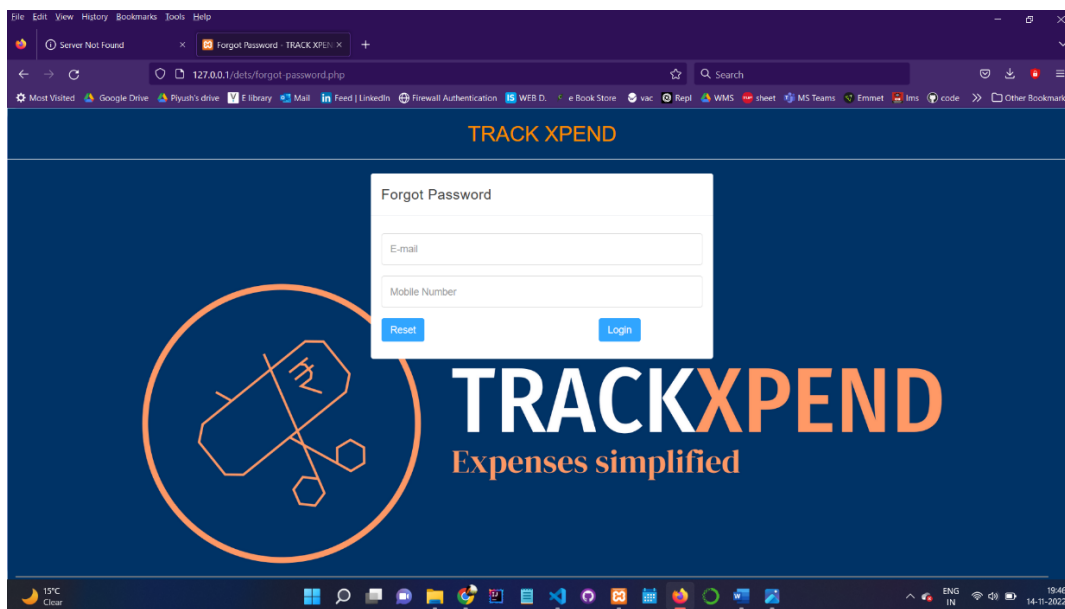 File Edit View History Bookmarks Tools Help
Server Not Found × Forgot Password - TRACK XPEN × +
127.0.0.1/dets/forgot-password.php Search
Most Visited Google Drive Piyush's drive E library Mail Feed | LinkedIn Firewall Authentication WEB D. e Book Store vac Repl WMS sheet MS Teams Emmet lms code Other Bookmark
TRACK XPEND
Forgot Password
E-mail
Mobile Number
Reset Login
TRACKXPEND
Expenses simplified
15°C ENG 19:46
Clear IN 14-11-2022